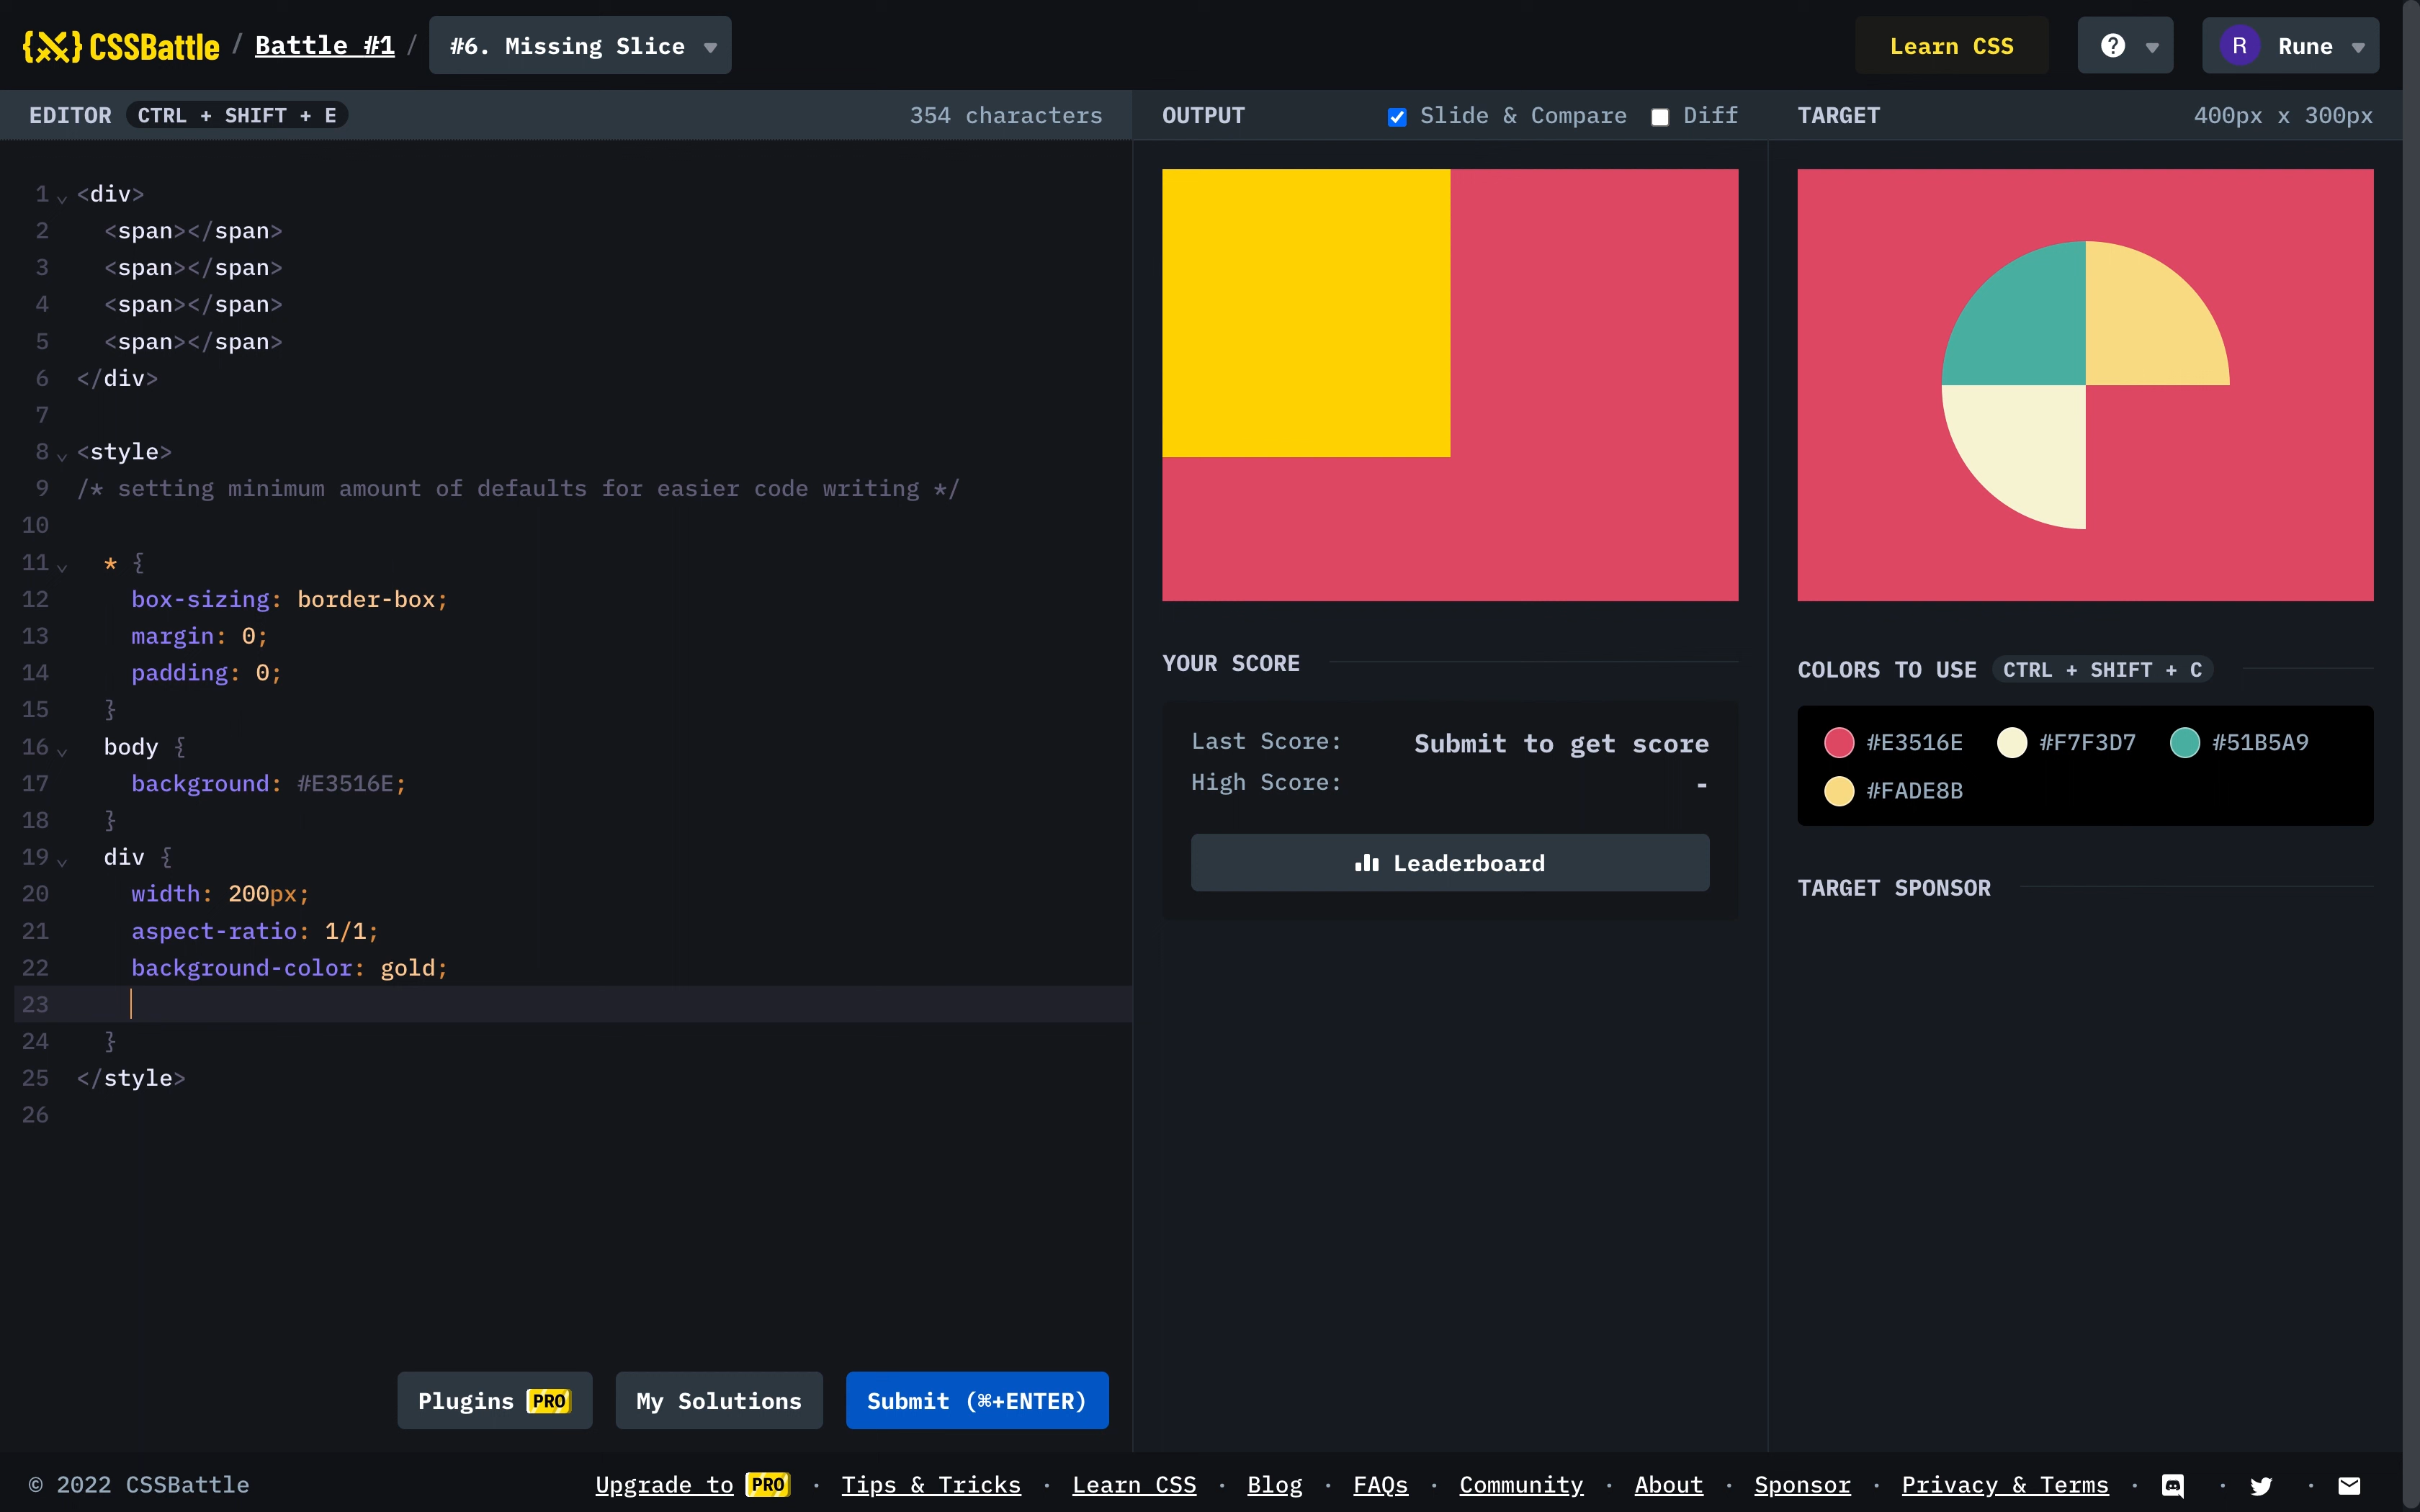 {X} CSSBattle / Battle #1 / #6. Missing Slice
Learn CSS
?
R Rune
EDITOR CTRL + SHIFT + E 354 characters
1 <div>
2 <span></span>
3 <span></span>
4 <span></span>
5 <span></span>
6 </div>
7
8 <style>
9 /* setting minimum amount of defaults for easier code writing */
10
11 * {
12 box-sizing: border-box;
13 margin: 0;
14 padding: 0;
15 }
16 body {
17 background: #E3516E;
18 }
19 div {
20 width: 200px;
21 aspect-ratio: 1/1;
22 background-color: gold;
23
24 }
25 </style>
26
Plugins PRO
My Solutions
Submit (⌘+ENTER)
OUTPUT Slide & Compare Diff
YOUR SCORE
Last Score: Submit to get score
High Score: -
Leaderboard
TARGET 400px x 300px
COLORS TO USE CTRL + SHIFT + C
#E3516E #F7F3D7 #51B5A9
#FADE8B
TARGET SPONSOR
© 2022 CSSBattle
Upgrade to PRO · Tips & Tricks · Learn CSS · Blog · FAQs · Community · About · Sponsor · Privacy & Terms · · ·